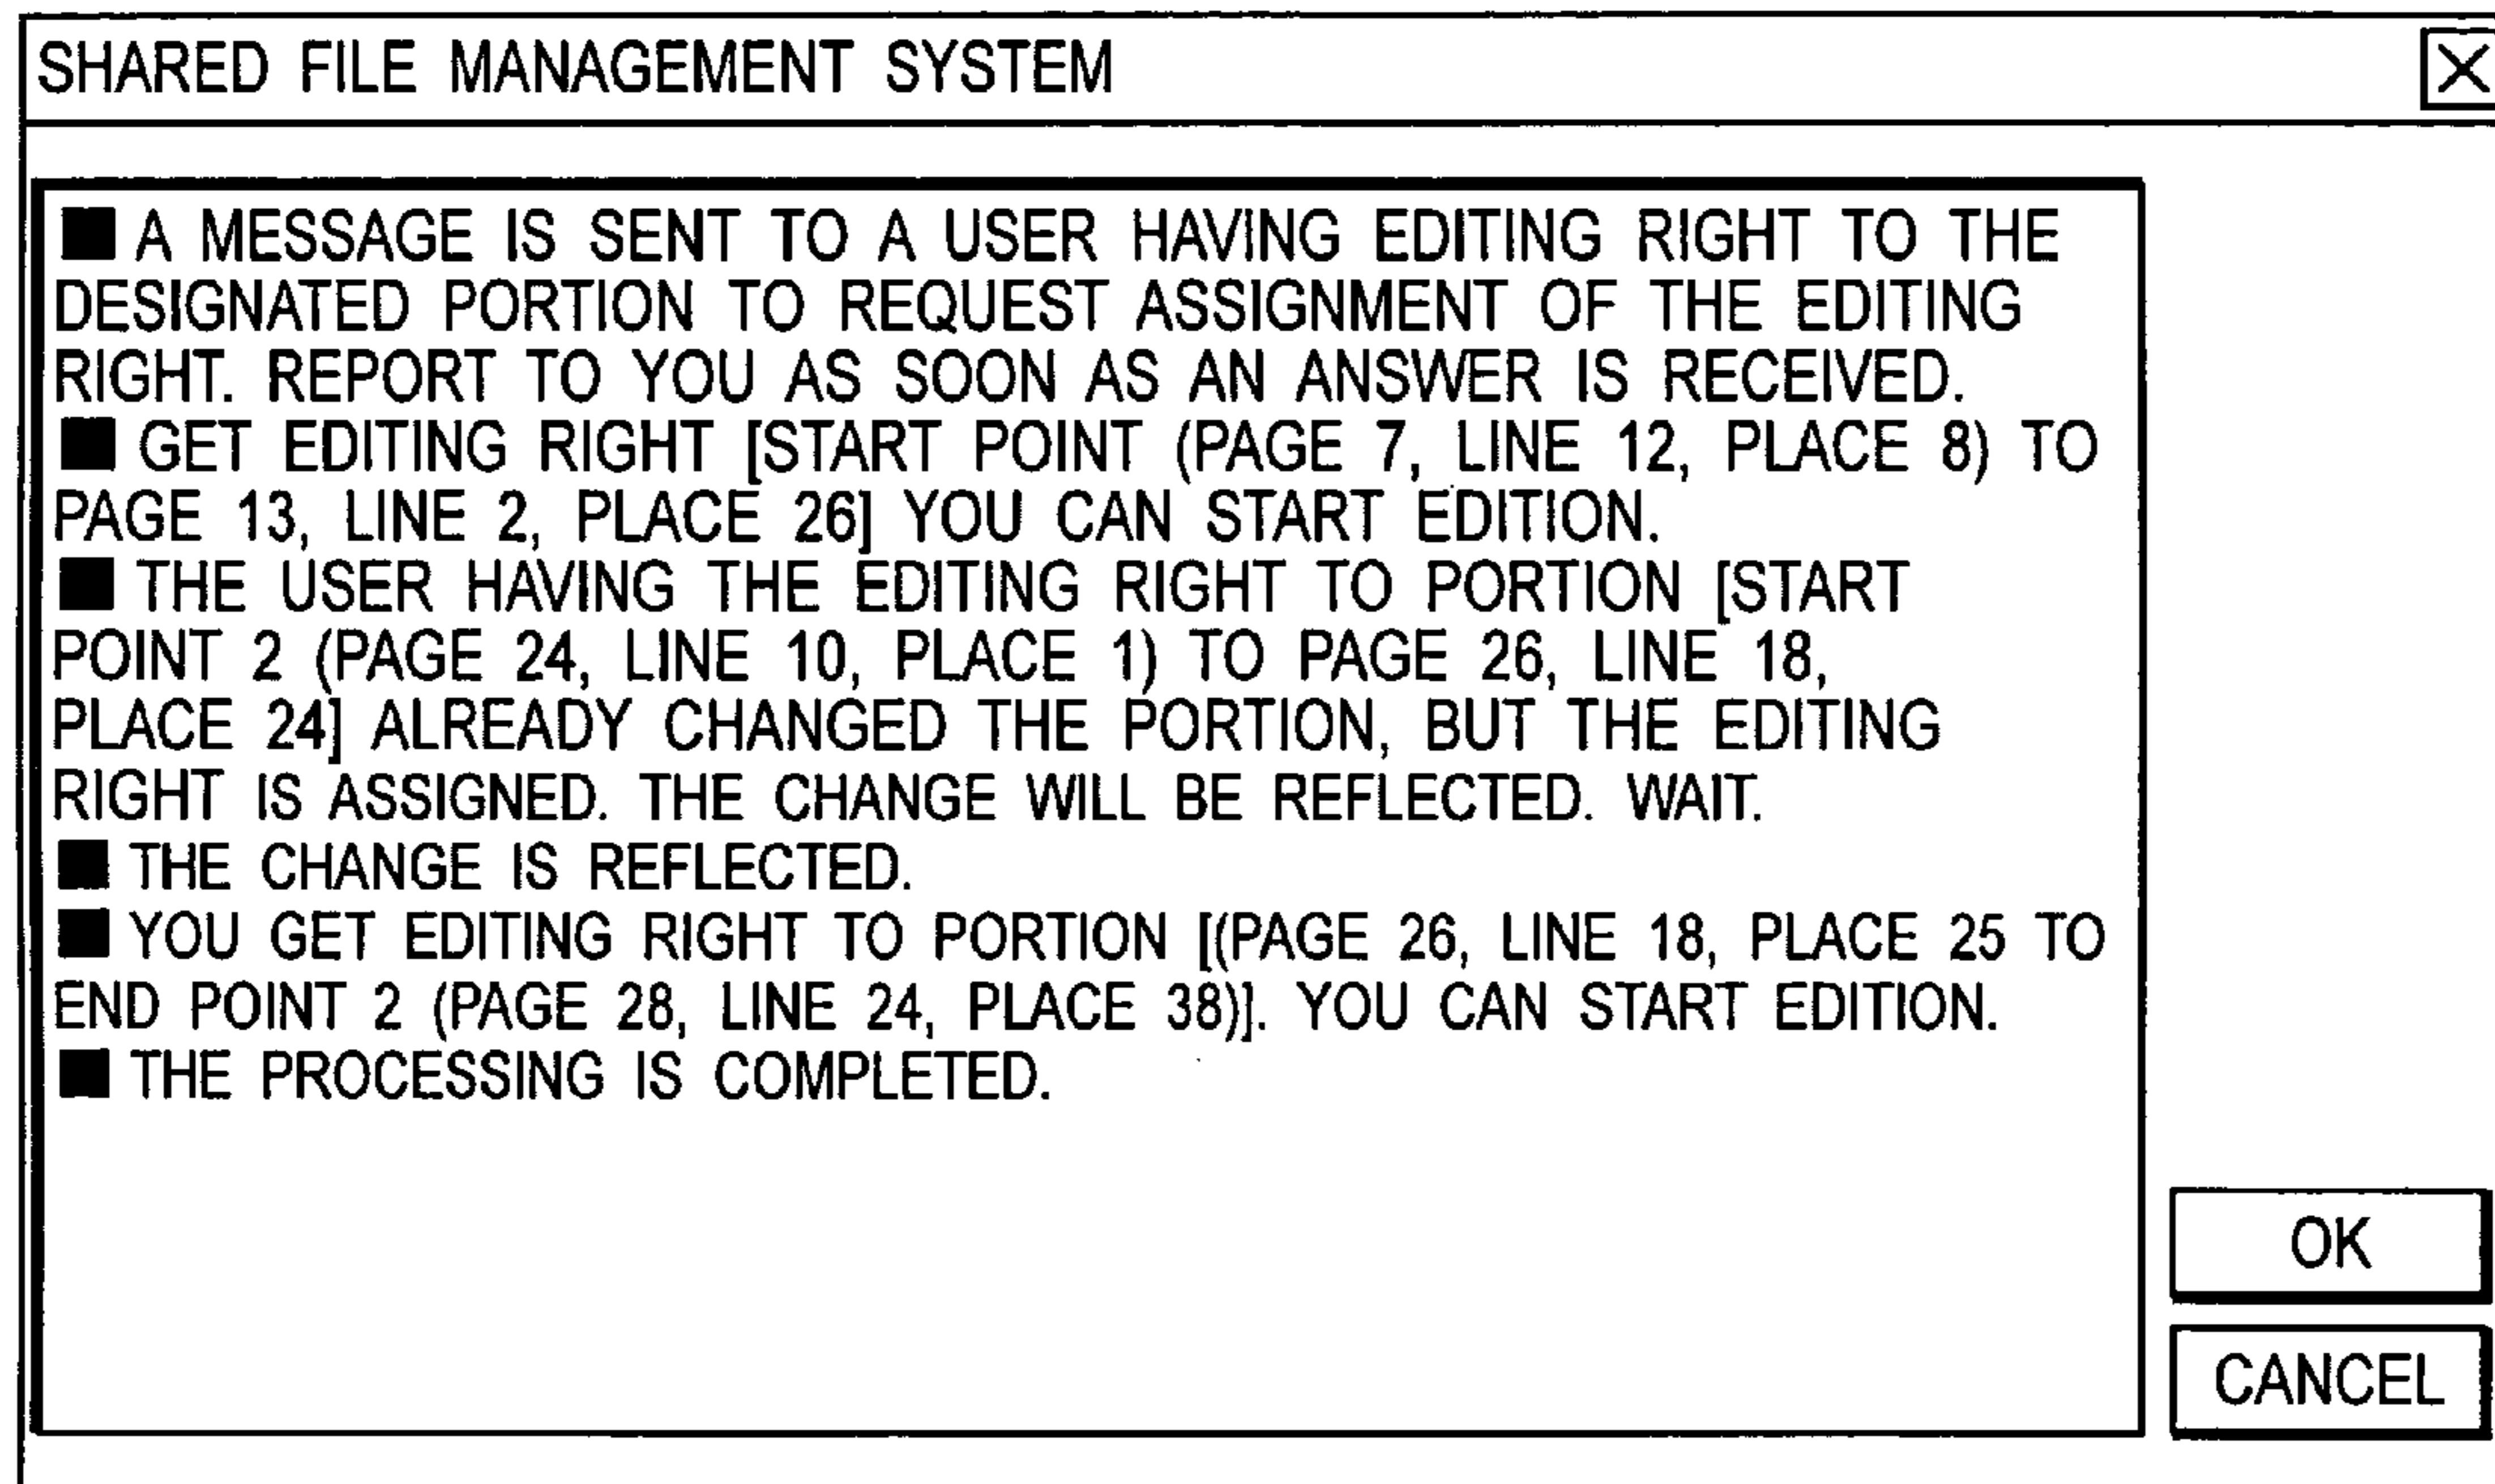 SHARED FILE MANAGEMENT SYSTEM
■ A MESSAGE IS SENT TO A USER HAVING EDITING RIGHT TO THE
DESIGNATED PORTION TO REQUEST ASSIGNMENT OF THE EDITING
RIGHT. REPORT TO YOU AS SOON AS AN ANSWER IS RECEIVED.
■ GET EDITING RIGHT [START POINT (PAGE 7, LINE 12, PLACE 8) TO
PAGE 13, LINE 2, PLACE 26] YOU CAN START EDITION.
■ THE USER HAVING THE EDITING RIGHT TO PORTION [START
POINT 2 (PAGE 24, LINE 10, PLACE 1) TO PAGE 26, LINE 18,
PLACE 24] ALREADY CHANGED THE PORTION, BUT THE EDITING
RIGHT IS ASSIGNED. THE CHANGE WILL BE REFLECTED. WAIT.
■ THE CHANGE IS REFLECTED.
■ YOU GET EDITING RIGHT TO PORTION [(PAGE 26, LINE 18, PLACE 25 TO
END POINT 2 (PAGE 28, LINE 24, PLACE 38)]. YOU CAN START EDITION.
■ THE PROCESSING IS COMPLETED.
OK
CANCEL